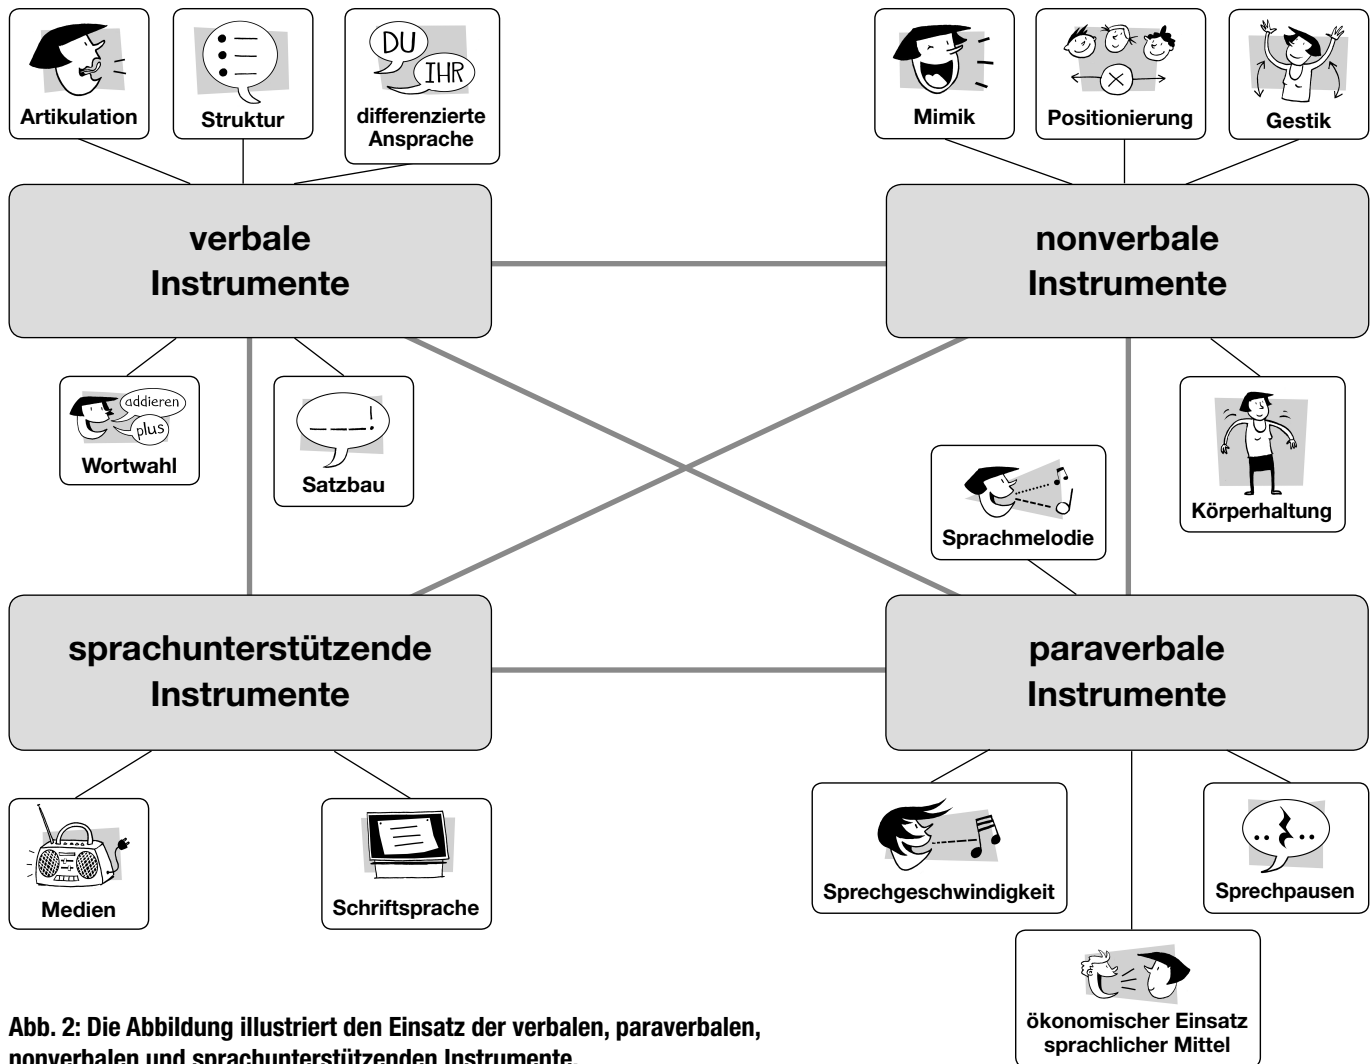 Artikulation
Struktur
DU
IHR
differenzierte
Ansprache
Mimik
Positionierung
Gestik
verbale
Instrumente
nonverbale
Instrumente
addieren
plus
Wortwahl
!
Satzbau
Sprachmelodie
Körperhaltung
sprachunterstützende
Instrumente
paraverbale
Instrumente
Medien
Schriftsprache
Sprechgeschwindigkeit
Sprechpausen
ökonomischer Einsatz
sprachlicher Mittel
Abb. 2: Die Abbildung illustriert den Einsatz der verbalen, paraverbalen,
nonverbalen und sprachunterstützenden Instrumente.